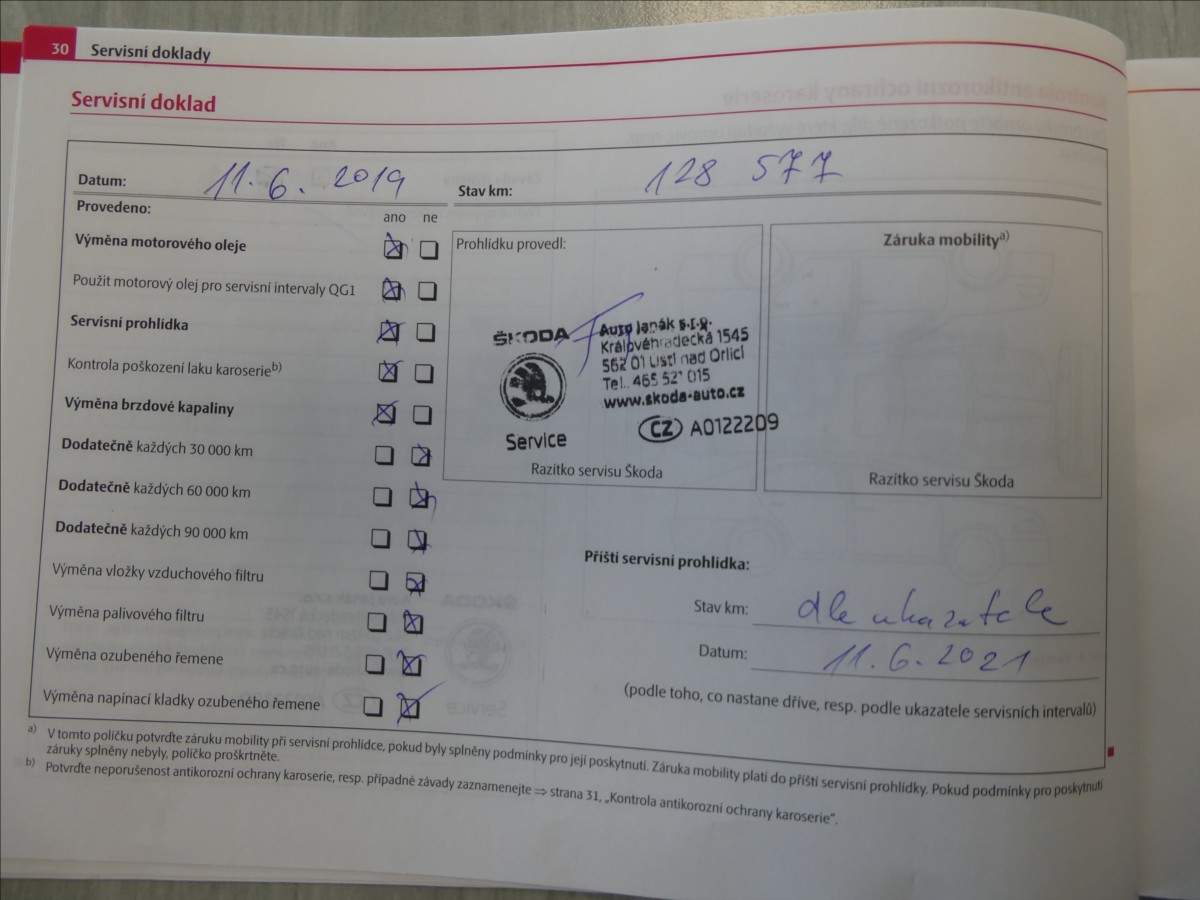 30 Servisní doklady
Servisní doklad
Datum: 11.6.2019 Stav km: 128 577
Provedeno: ano ne
Výměna motorového oleje
Použit motorový olej pro servisní intervaly QG1
Servisní prohlídka
Kontrola poškození laku karoserie b)
Výměna brzdové kapaliny
Dodatečně každých 30 000 km
Dodatečně každých 60 000 km
Dodatečně každých 90 000 km
Výměna vložky vzduchového filtru
Výměna palivového filtru
Výměna ozubeného řemene
Výměna napínací kladky ozubeného řemene
Prohlídku provedl:
ŠKODA
Service
Auto Janák s.r.o.
Královéhradecká 1545
562 01 Ústí nad Orlicí
Tel.: 465 521 015
www.skoda-auto.cz
CZ A0122209
Razítko servisu Škoda
Záruka mobility a)
Razítko servisu Škoda
Příští servisní prohlídka:
Stav km: dle ukazatele
Datum: 11.6.2021
(podle toho, co nastane dříve, resp. podle ukazatele servisních intervalů)
a) V tomto políčku potvrďte záruku mobility při servisní prohlídce, pokud byly splněny podmínky pro její poskytnutí. Záruka mobility platí do příští servisní prohlídky. Pokud podmínky pro poskytnutí
záruky splněny nebyly, políčko proškrtněte.
b) Potvrďte neporušenost antikorozní ochrany karoserie, resp. případné závady zaznamenejte ⇒ strana 31, „Kontrola antikorozní ochrany karoserie“.